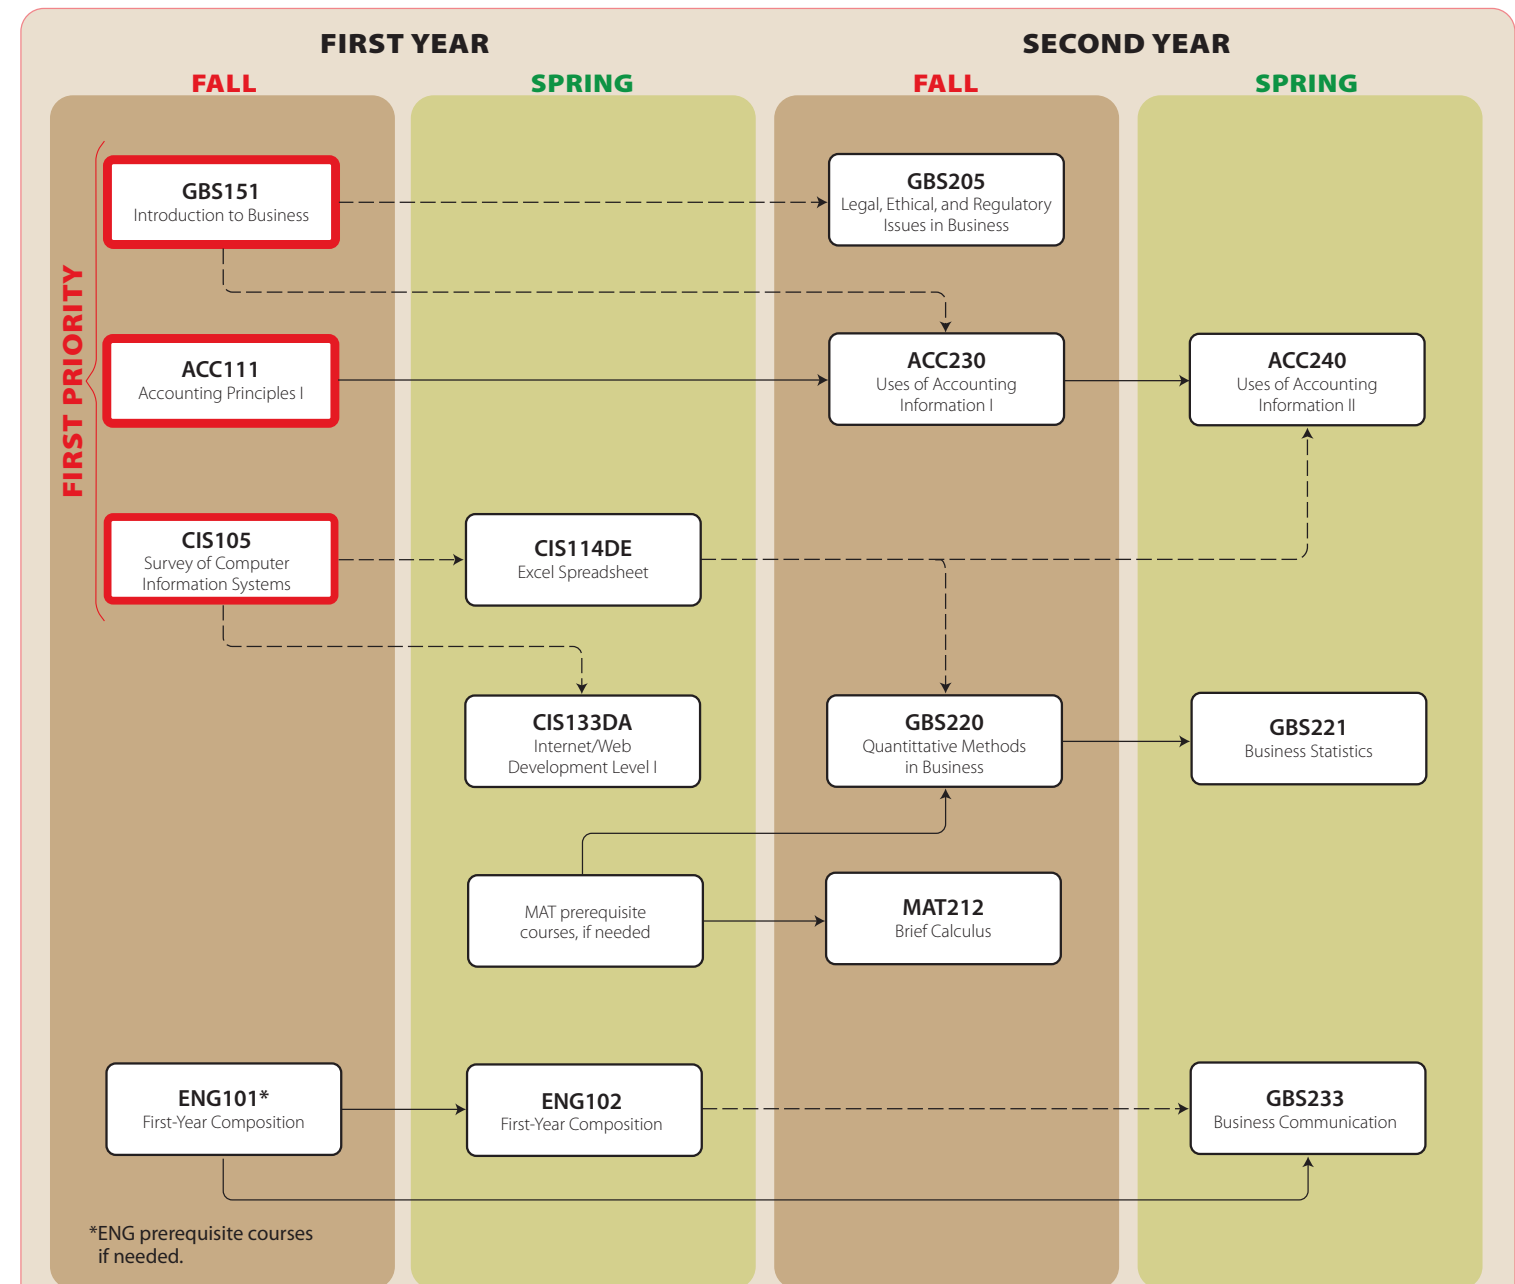 FIRST YEAR
SECOND YEAR
FALL
SPRING
FALL
SPRING
FIRST PRIORITY
GBS151
Introduction to Business
GBS205
Legal, Ethical, and Regulatory
Issues in Business
ACC111
Accounting Principles I
ACC230
Uses of Accounting
Information I
ACC240
Uses of Accounting
Information II
CIS105
Survey of Computer
Information Systems
CIS114DE
Excel Spreadsheet
CIS133DA
Internet/Web
Development Level I
GBS220
Quantittative Methods
in Business
GBS221
Business Statistics
MAT prerequisite
courses, if needed
MAT212
Brief Calculus
ENG101*
First-Year Composition
ENG102
First-Year Composition
GBS233
Business Communication
*ENG prerequisite courses
if needed.